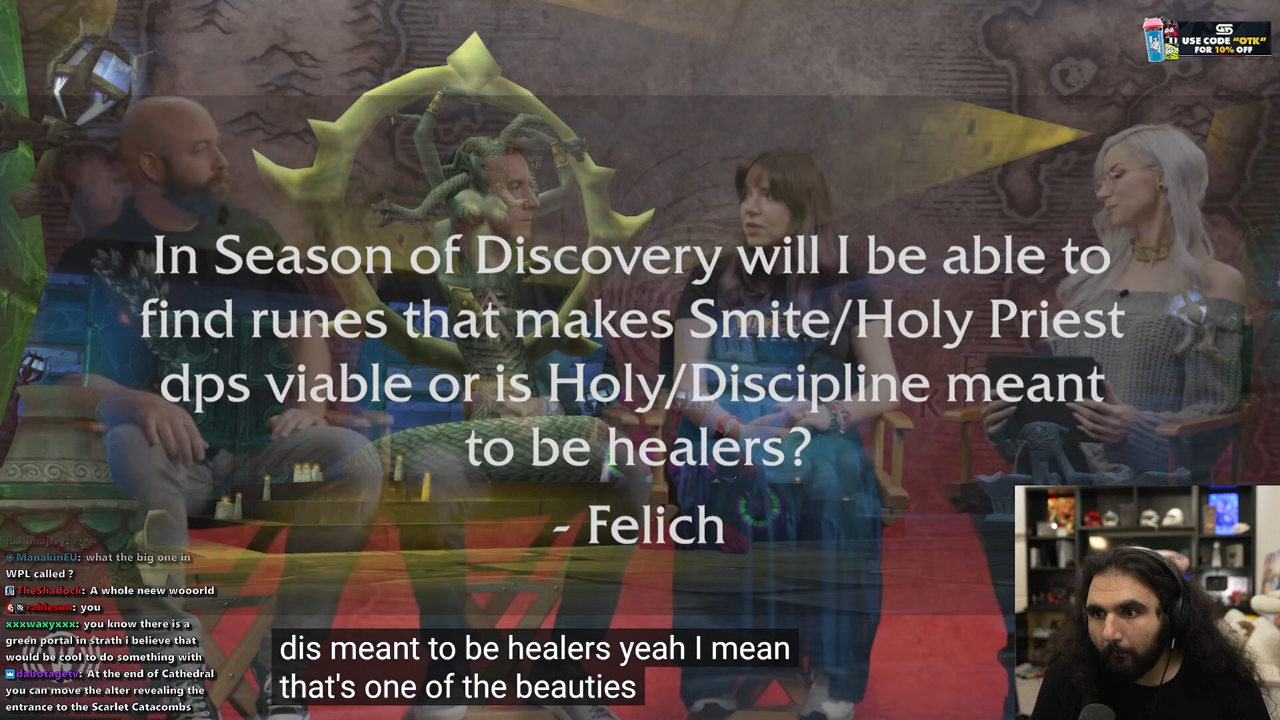 USE CODE "OTK"
FOR 10% OFF
In Season of Discovery will I be able to
find runes that makes Smite/Holy Priest
dps viable or is Holy/Discipline meant
to be healers?
- Felich
ManakinEU: what the big one in
WPL called ?
TheShadock: A whole neew wooorld
you
xxxwaxyxxx: you know there is a
green portal in strath i believe that
would be cool to do something with
dabotagetv: At the end of Cathedral
you can move the alter revealing the
entrance to the Scarlet Catacombs
dis meant to be healers yeah I mean
that's one of the beauties